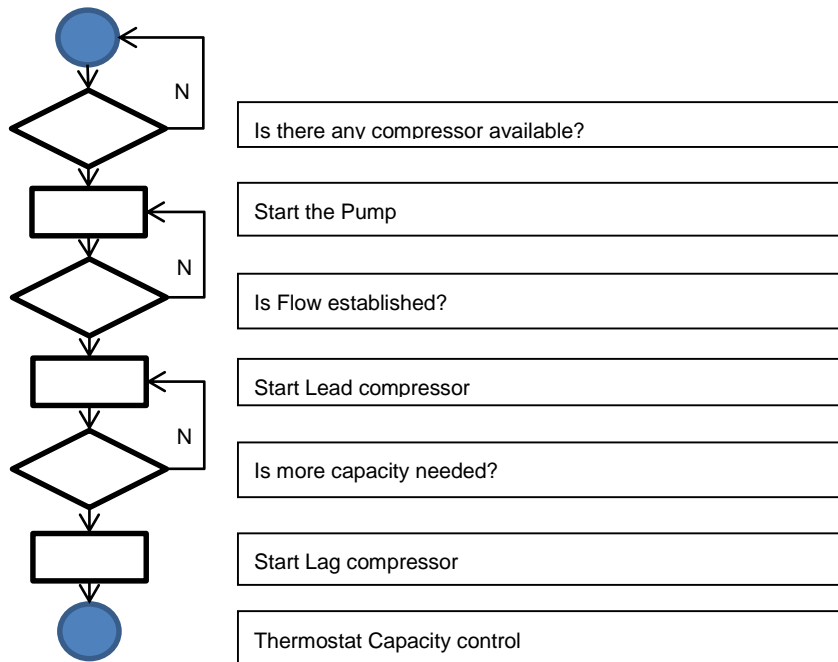 N
Is there any compressor available?
Start the Pump
N
Is Flow established?
Start Lead compressor
N
Is more capacity needed?
Start Lag compressor
Thermostat Capacity control